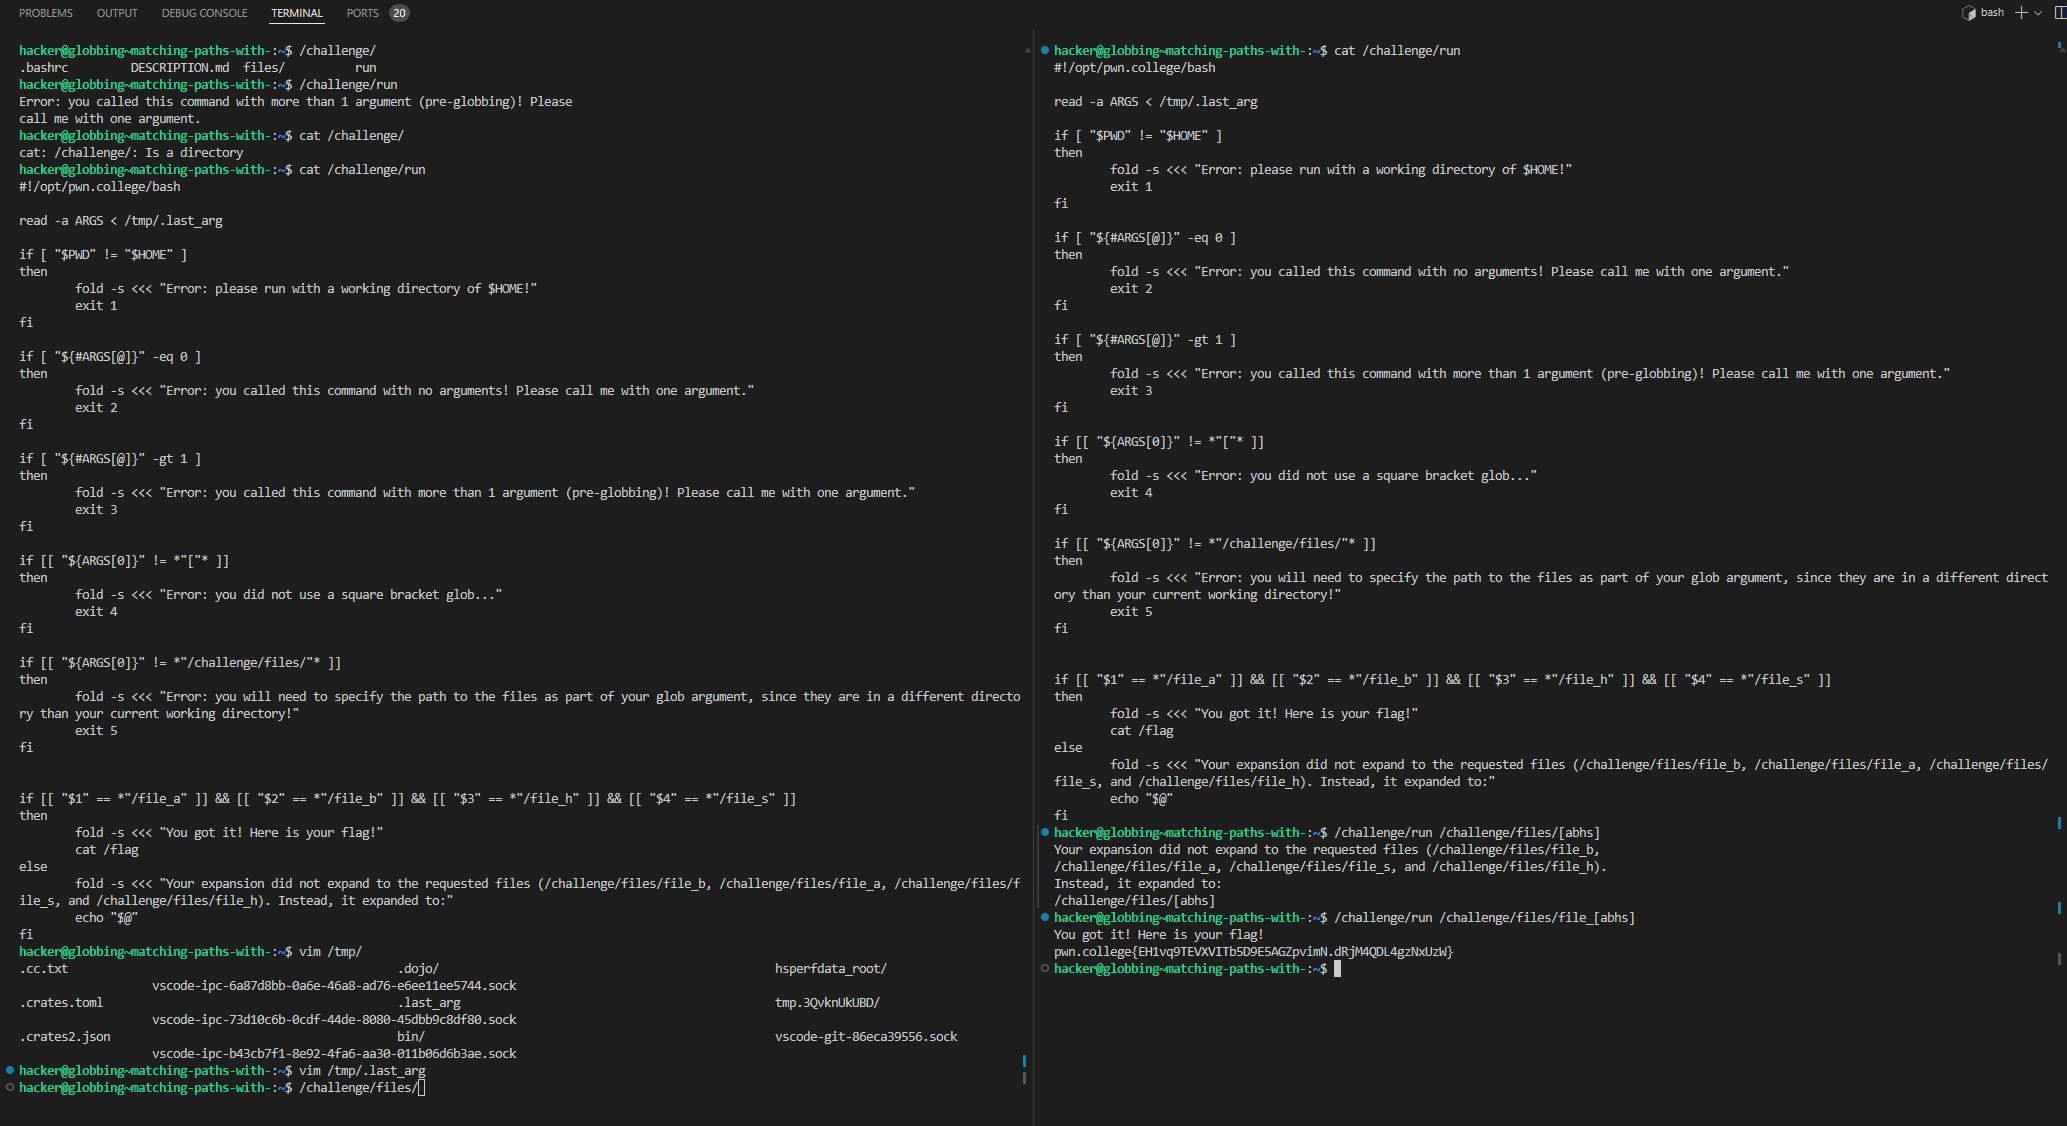 PROBLEMS OUTPUT DEBUG CONSOLE TERMINAL PORTS 20
bash
hacker@globbing~matching-paths-with-:~$ /challenge/
.bashrc DESCRIPTION.md files/ run
hacker@globbing~matching-paths-with-:~$ /challenge/run
Error: you called this command with more than 1 argument (pre-globbing)! Please
call me with one argument.
hacker@globbing~matching-paths-with-:~$ cat /challenge/
cat: /challenge/: Is a directory
hacker@globbing~matching-paths-with-:~$ cat /challenge/run
#!/opt/pwn.college/bash
read -a ARGS < /tmp/.last_arg
if [ "$PWD" != "$HOME" ]
then
fold -s <<< "Error: please run with a working directory of $HOME!"
exit 1
fi
if [ "${#ARGS[@]}" -eq 0 ]
then
fold -s <<< "Error: you called this command with no arguments! Please call me with one argument."
exit 2
fi
if [ "${#ARGS[@]}" -gt 1 ]
then
fold -s <<< "Error: you called this command with more than 1 argument (pre-globbing)! Please call me with one argument."
exit 3
fi
if [[ "${ARGS[0]}" != *"["* ]]
then
fold -s <<< "Error: you did not use a square bracket glob..."
exit 4
fi
if [[ "${ARGS[0]}" != *"/challenge/files/"* ]]
then
fold -s <<< "Error: you will need to specify the path to the files as part of your glob argument, since they are in a different directo
ry than your current working directory!"
exit 5
fi
if [[ "$1" == *"/file_a" ]] && [[ "$2" == *"/file_b" ]] && [[ "$3" == *"/file_h" ]] && [[ "$4" == *"/file_s" ]]
then
fold -s <<< "You got it! Here is your flag!"
cat /flag
else
fold -s <<< "Your expansion did not expand to the requested files (/challenge/files/file_b, /challenge/files/file_a, /challenge/files/f
ile_s, and /challenge/files/file_h). Instead, it expanded to:"
echo "$@"
fi
hacker@globbing~matching-paths-with-:~$ vim /tmp/
.cc.txt .dojo/ hsperfdata_root/
vscode-ipc-6a87d8bb-0a6e-46a8-ad76-e6ee11ee5744.sock
.crates.toml .last_arg tmp.3QvknUkUBD/
vscode-ipc-73d10c6b-0cdf-44de-8080-45dbb9c8df80.sock
.crates2.json bin/ vscode-git-86eca39556.sock
vscode-ipc-b43cb7f1-8e92-4fa6-aa30-011b06d6b3ae.sock
hacker@globbing~matching-paths-with-:~$ vim /tmp/.last_arg
hacker@globbing~matching-paths-with-:~$ /challenge/files/
hacker@globbing~matching-paths-with-:~$ cat /challenge/run
#!/opt/pwn.college/bash
read -a ARGS < /tmp/.last_arg
if [ "$PWD" != "$HOME" ]
then
fold -s <<< "Error: please run with a working directory of $HOME!"
exit 1
fi
if [ "${#ARGS[@]}" -eq 0 ]
then
fold -s <<< "Error: you called this command with no arguments! Please call me with one argument."
exit 2
fi
if [ "${#ARGS[@]}" -gt 1 ]
then
fold -s <<< "Error: you called this command with more than 1 argument (pre-globbing)! Please call me with one argument."
exit 3
fi
if [[ "${ARGS[0]}" != *"["* ]]
then
fold -s <<< "Error: you did not use a square bracket glob..."
exit 4
fi
if [[ "${ARGS[0]}" != *"/challenge/files/"* ]]
then
fold -s <<< "Error: you will need to specify the path to the files as part of your glob argument, since they are in a different direct
ory than your current working directory!"
exit 5
fi
if [[ "$1" == *"/file_a" ]] && [[ "$2" == *"/file_b" ]] && [[ "$3" == *"/file_h" ]] && [[ "$4" == *"/file_s" ]]
then
fold -s <<< "You got it! Here is your flag!"
cat /flag
else
fold -s <<< "Your expansion did not expand to the requested files (/challenge/files/file_b, /challenge/files/file_a, /challenge/files/
file_s, and /challenge/files/file_h). Instead, it expanded to:"
echo "$@"
fi
hacker@globbing~matching-paths-with-:~$ /challenge/run /challenge/files/[abhs]
Your expansion did not expand to the requested files (/challenge/files/file_b,
/challenge/files/file_a, /challenge/files/file_s, and /challenge/files/file_h).
Instead, it expanded to:
/challenge/files/[abhs]
hacker@globbing~matching-paths-with-:~$ /challenge/run /challenge/files/file_[abhs]
You got it! Here is your flag!
pwn.college{EH1vq9TEVXVITb5D9E5AGZpvimN.dRjM4QDL4gzNxUzW}
hacker@globbing~matching-paths-with-:~$